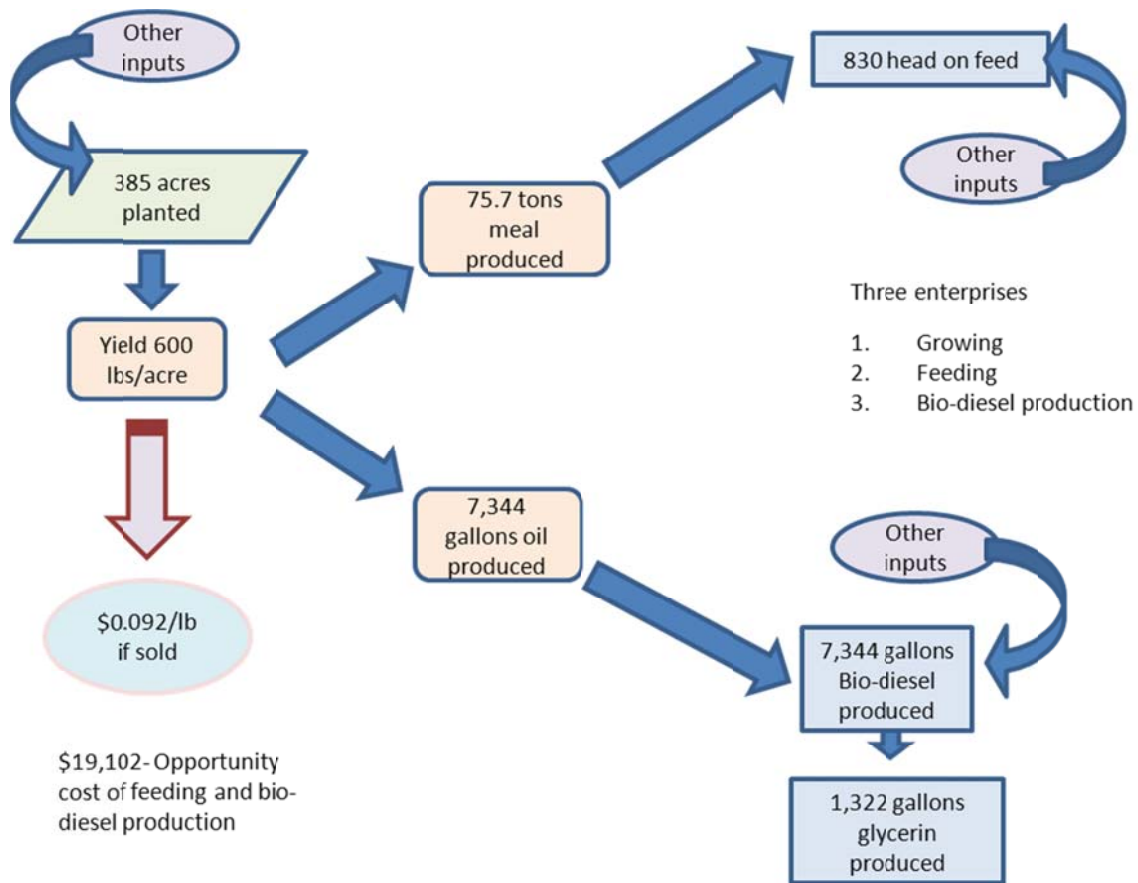 Other
inputs
385 acres
planted
Yield 600
lbs/acre
$0.092/lb
if sold
$19,102- Opportunity
cost of feeding and bio-
diesel production
75.7 tons
meal
produced
7,344
gallons oil
produced
830 head on feed
Other
inputs
Three enterprises
1. Growing
2. Feeding
3. Bio-diesel production
Other
inputs
7,344 gallons
Bio-diesel
produced
1,322 gallons
glycerin
produced